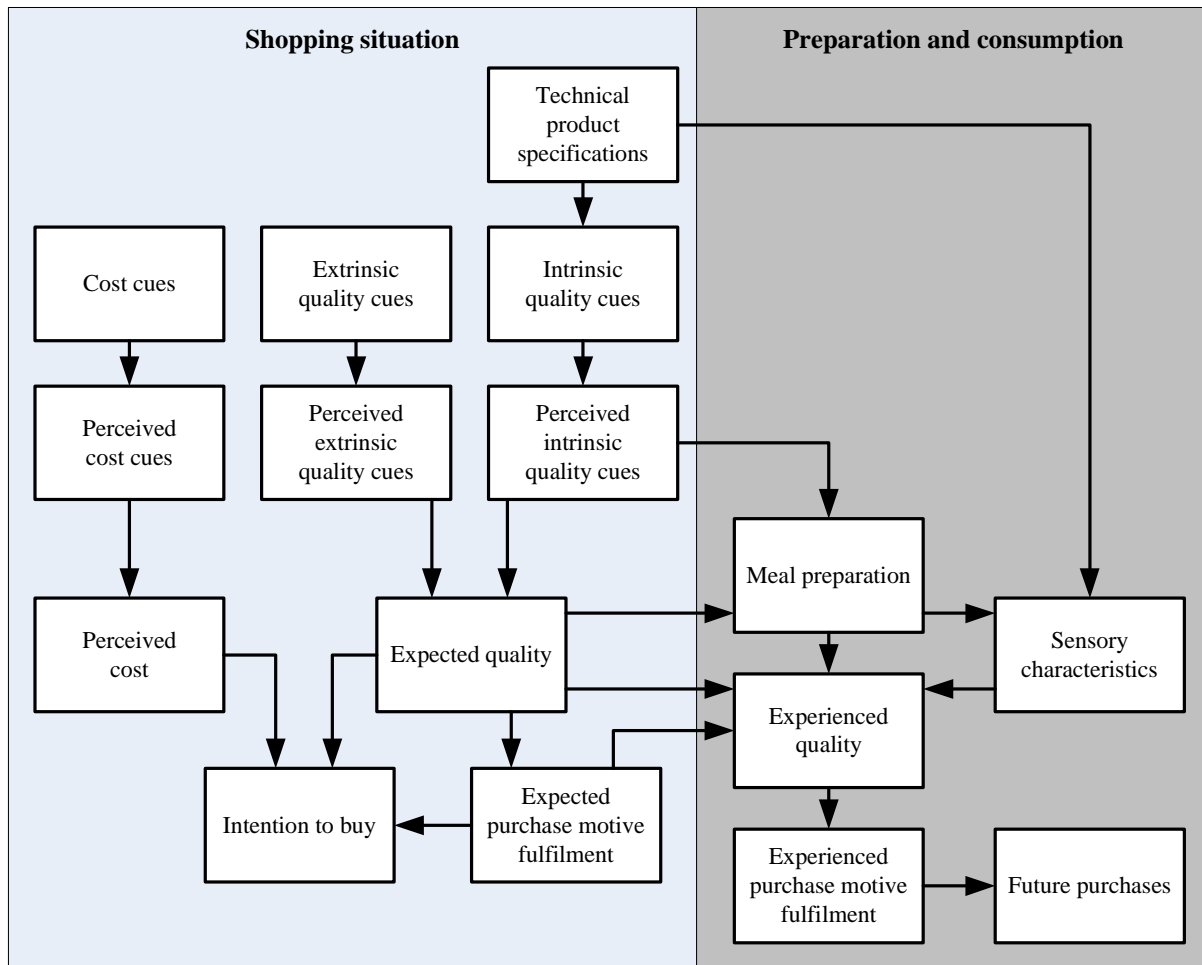 Shopping situation
Preparation and consumption
Technical
product
specifications
Cost cues
Extrinsic
quality cues
Intrinsic
quality cues
Perceived
cost cues
Perceived
extrinsic
quality cues
Perceived
intrinsic
quality cues
Meal preparation
Perceived
cost
Expected quality
Sensory
characteristics
Experienced
quality
Intention to buy
Expected
purchase motive
fulfilment
Experienced
purchase motive
fulfilment
Future purchases